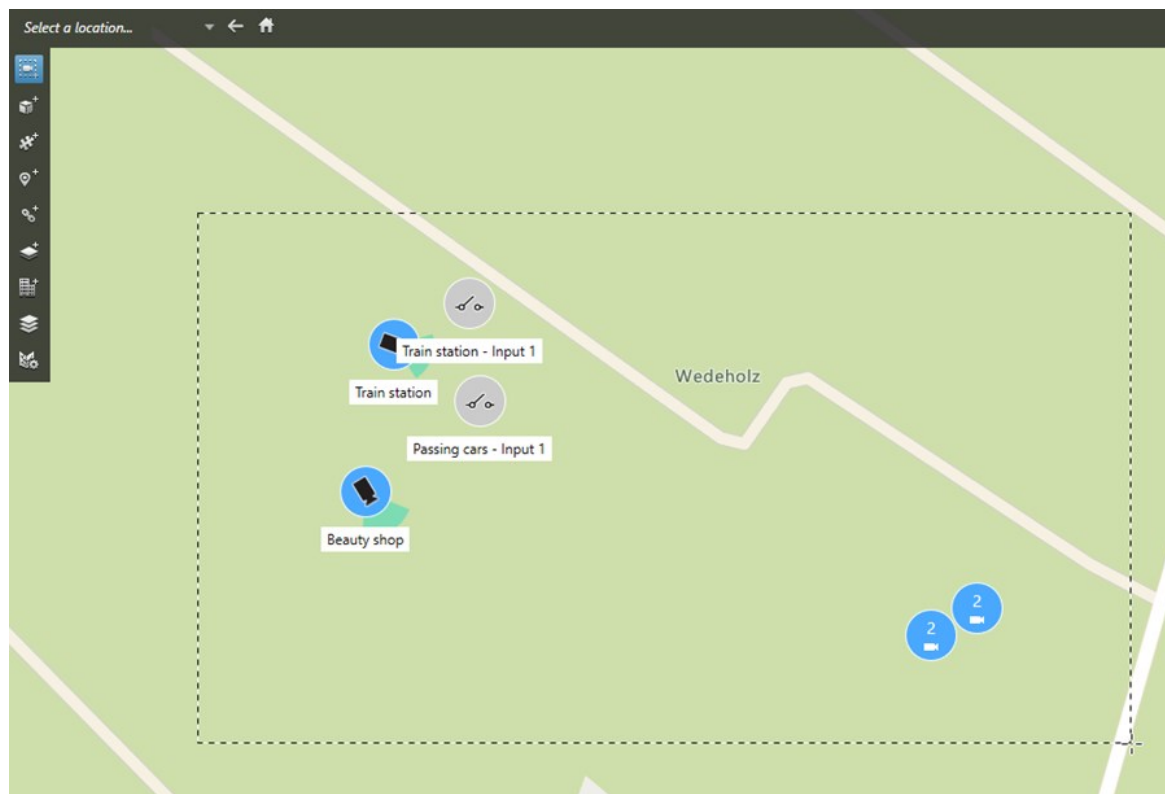 Select a location...
Train station - Input 1
Wedeholz
Train station
Passing cars - Input 1
Beauty shop
2
2